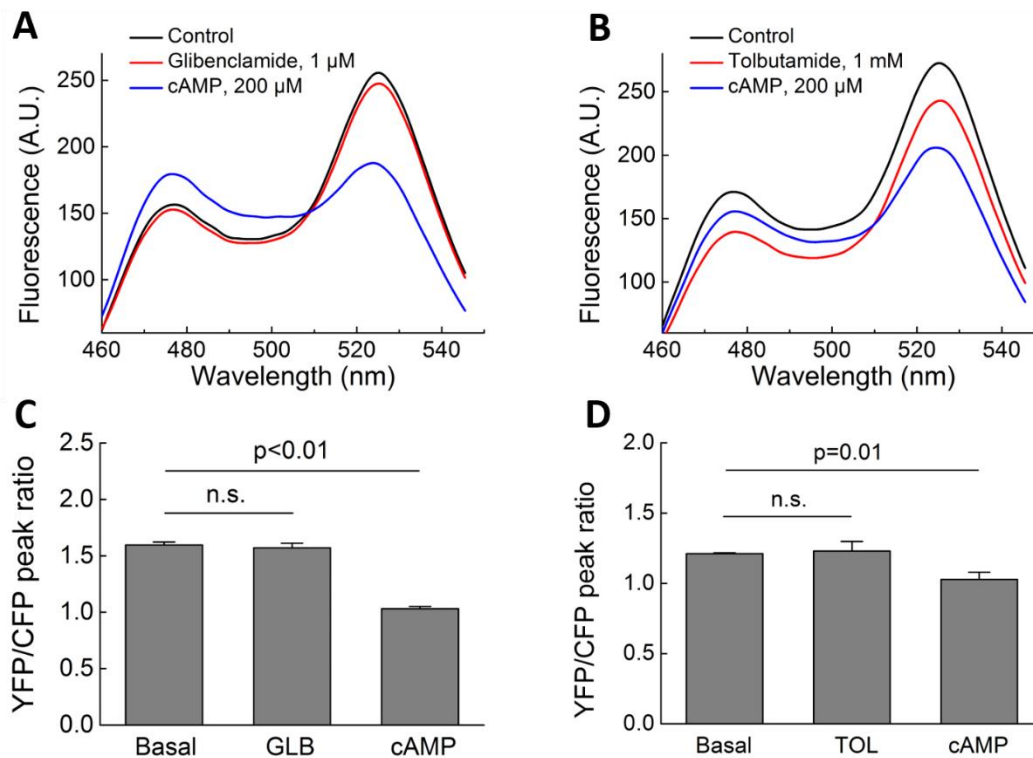 A
Control
Glibenclamide, 1 µM
cAMP, 200 µM
Fluorescence (A.U.)
250
200
150
100
460 480 500 520 540
Wavelength (nm)
B
Control
Tolbutamide, 1 mM
cAMP, 200 µM
Fluorescence (A.U.)
250
200
150
100
460 480 500 520 540
Wavelength (nm)
C
YFP/CFP peak ratio
2.5
2.0
1.5
1.0
0.5
0.0
p<0.01
n.s.
Basal GLB cAMP
D
YFP/CFP peak ratio
2.0
1.5
1.0
0.5
0.0
p=0.01
n.s.
Basal TOL cAMP